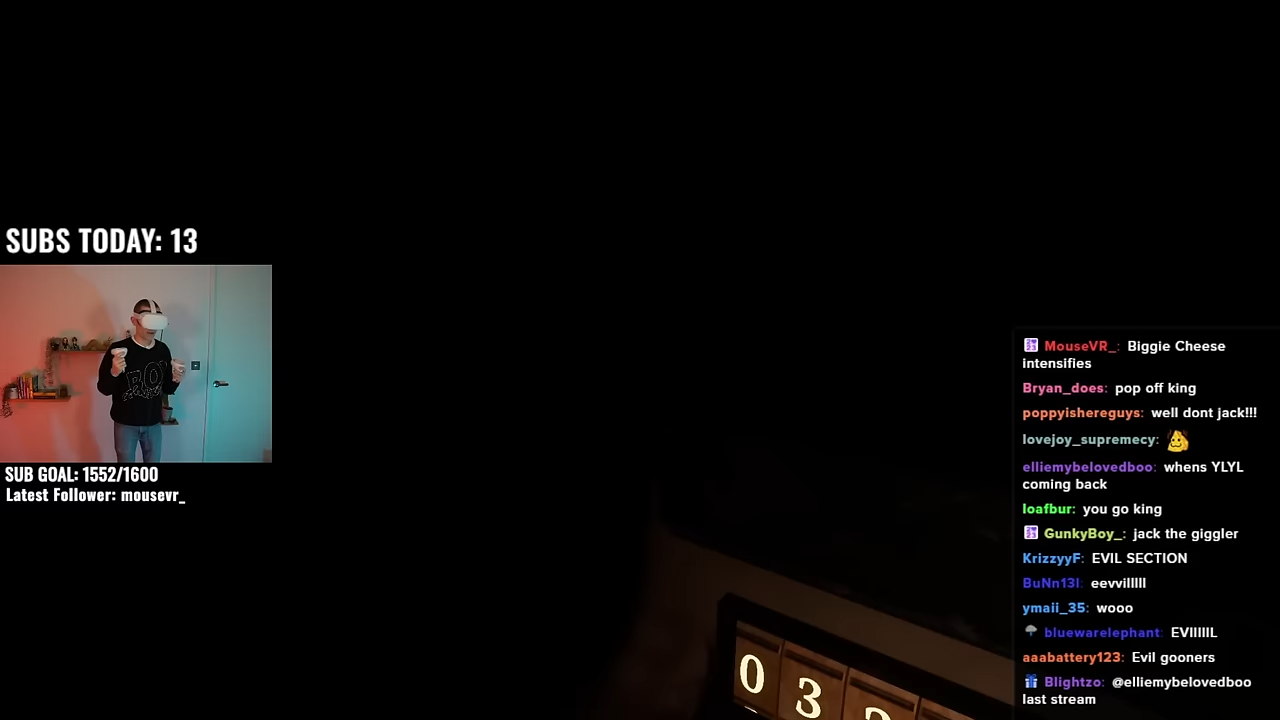 SUBS TODAY: 13
SUB GOAL: 1552/1600
Latest Follower: mousevr_
MouseVR_: Biggie Cheese
intensifies
Bryan_does: pop off king
poppyishereguys: well dont jack!!!
lovejoy_supremecy:
elliemybelovedboo: whens YLYL
coming back
loafbur: you go king
GunkyBoy_: jack the giggler
KrizzyyF: EVIL SECTION
BuNn13l: eevvilllll
ymaii_35: wooo
bluewarelephant: EVIIIIIL
aaabattery123: Evil gooners
Blightzo: @elliemybelovedboo
last stream
0 3